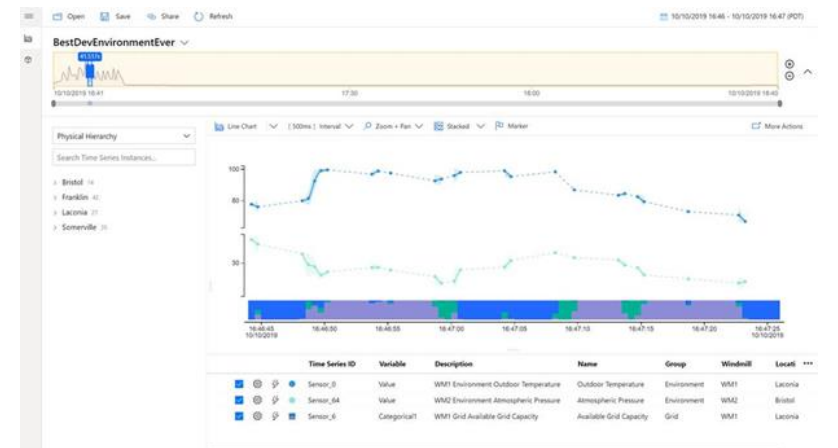 Open Save Share Refresh 10/10/2019 16:46 - 10/10/2019 16:47 (PDT)
BestDevEnvironmentEver
10/10/2019 16:41 17:30 18:00 10/10/2019 18:40
Line Chart [ 500ms ] Interval Zoom + Pan Stacked Marker More Actions
Physical Hierarchy
Search Time Series Instances...
Bristol 14
Franklin
Laconia
Somerville
100
80
30
16:46:45 16:46:50 16:46:55 16:47:00 16:47:05 16:47:10 16:47:15 16:47:20 16:47:25
10/10/2019 10/10/2019
Time Series ID Variable Description Name Group Windmill Locati
Sensor_0 Value WM1 Environment Outdoor Temperature Outdoor Temperature Environment WM1 Laconia
Sensor_64 Value WM2 Environment Atmospheric Pressure Atmospheric Pressure Environment WM2 Bristol
Sensor_6 Categorical1 WM1 Grid Available Grid Capacity Available Grid Capacity Grid WM1 Laconia